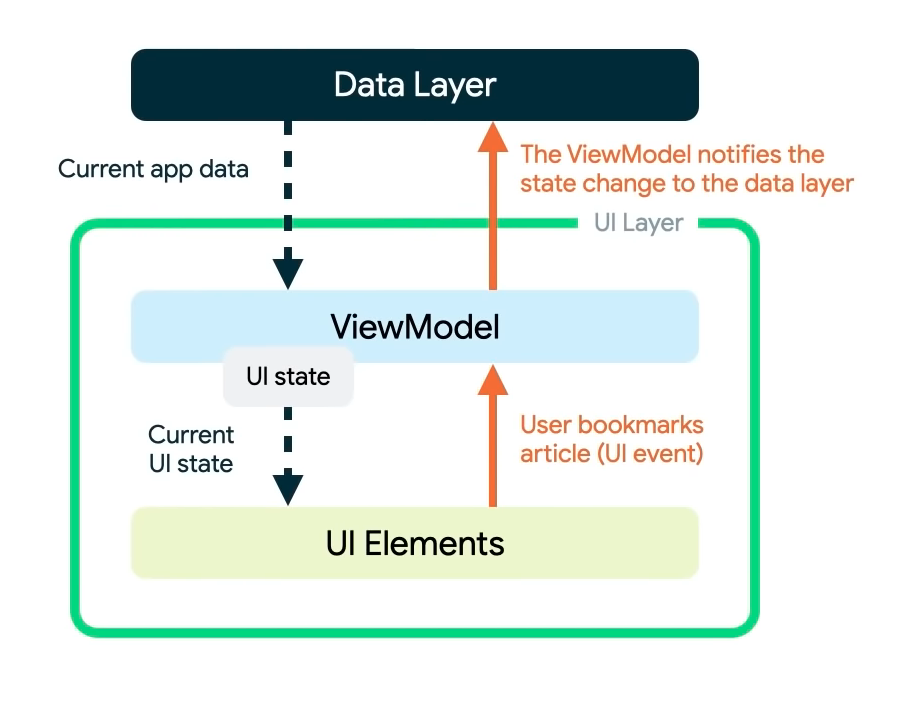 Data Layer
Current app data
The ViewModel notifies the
state change to the data layer
UI Layer
ViewModel
UI state
Current
UI state
User bookmarks
article (UI event)
UI Elements